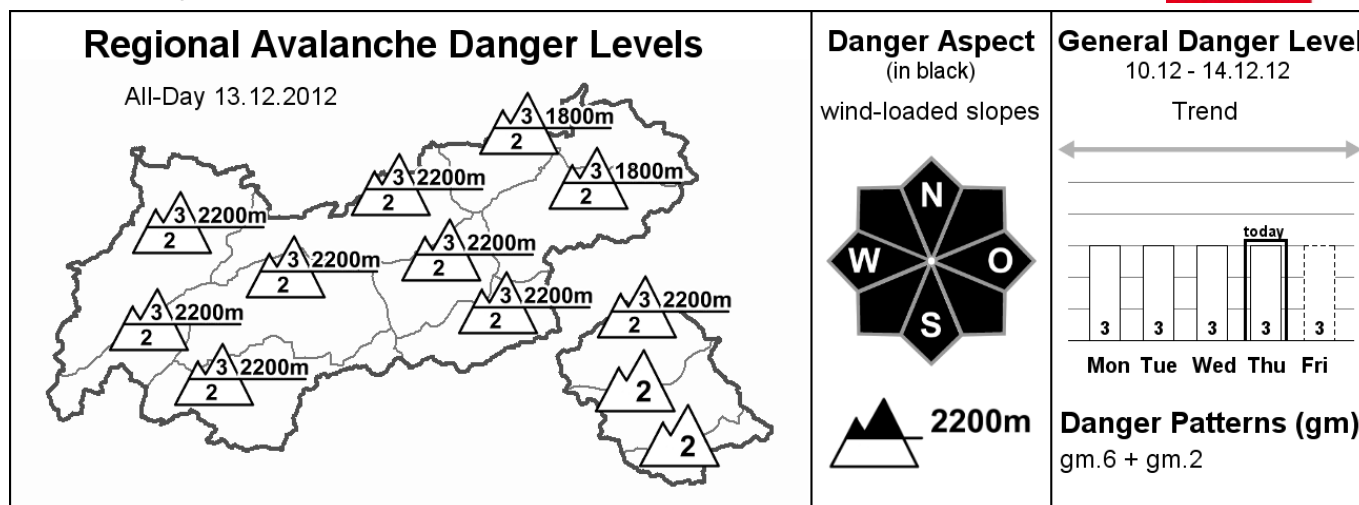 Regional Avalanche Danger Levels
All-Day 13.12.2012
3 1800m
2
3 1800m
2
3 2200m
2
3 2200m
2
3 2200m
2
3 2200m
2
3 2200m
2
3 2200m
2
3 2200m
2
3 2200m
2
2
2
Danger Aspect
(in black)
wind-loaded slopes
N
W O
S
2200m
General Danger Level
10.12 - 14.12.12
Trend
today
3 3 3 3 3
Mon Tue Wed Thu Fri
Danger Patterns (gm)
gm.6 + gm.2